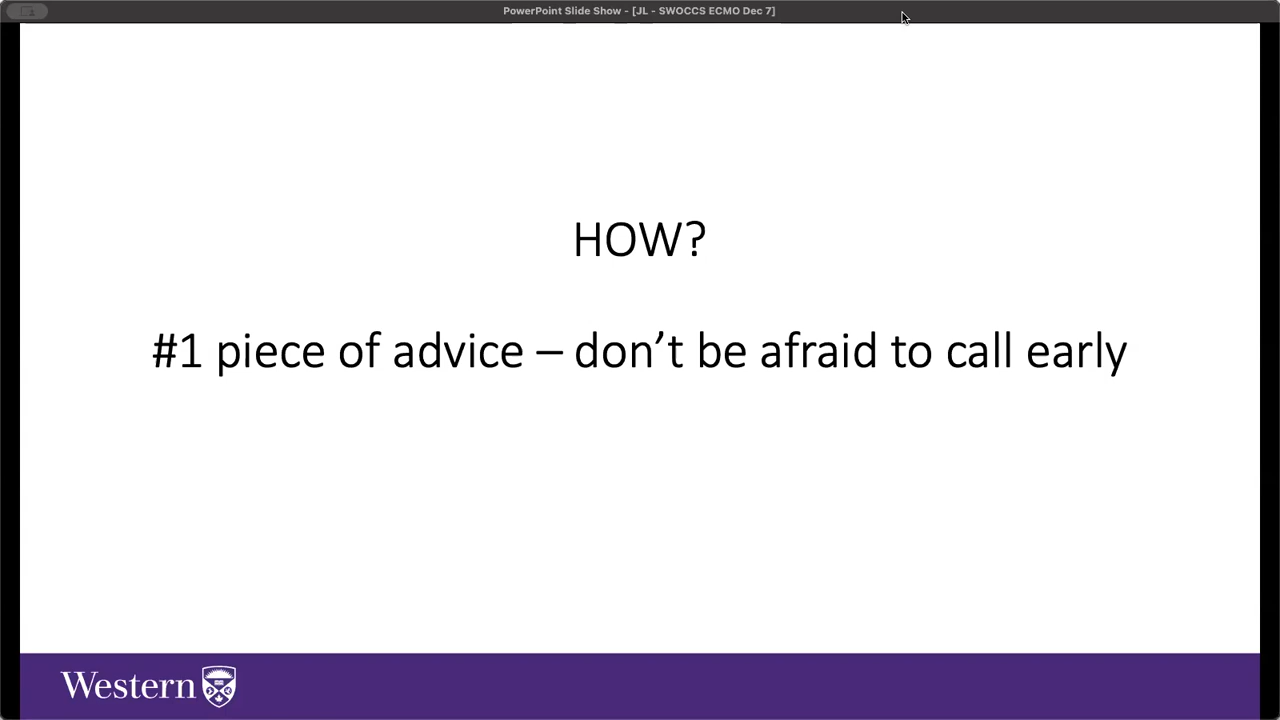 PowerPoint Slide Show - [JL - SWOCCS ECMO Dec 7]
HOW?
#1 piece of advice – don’t be afraid to call early
Western